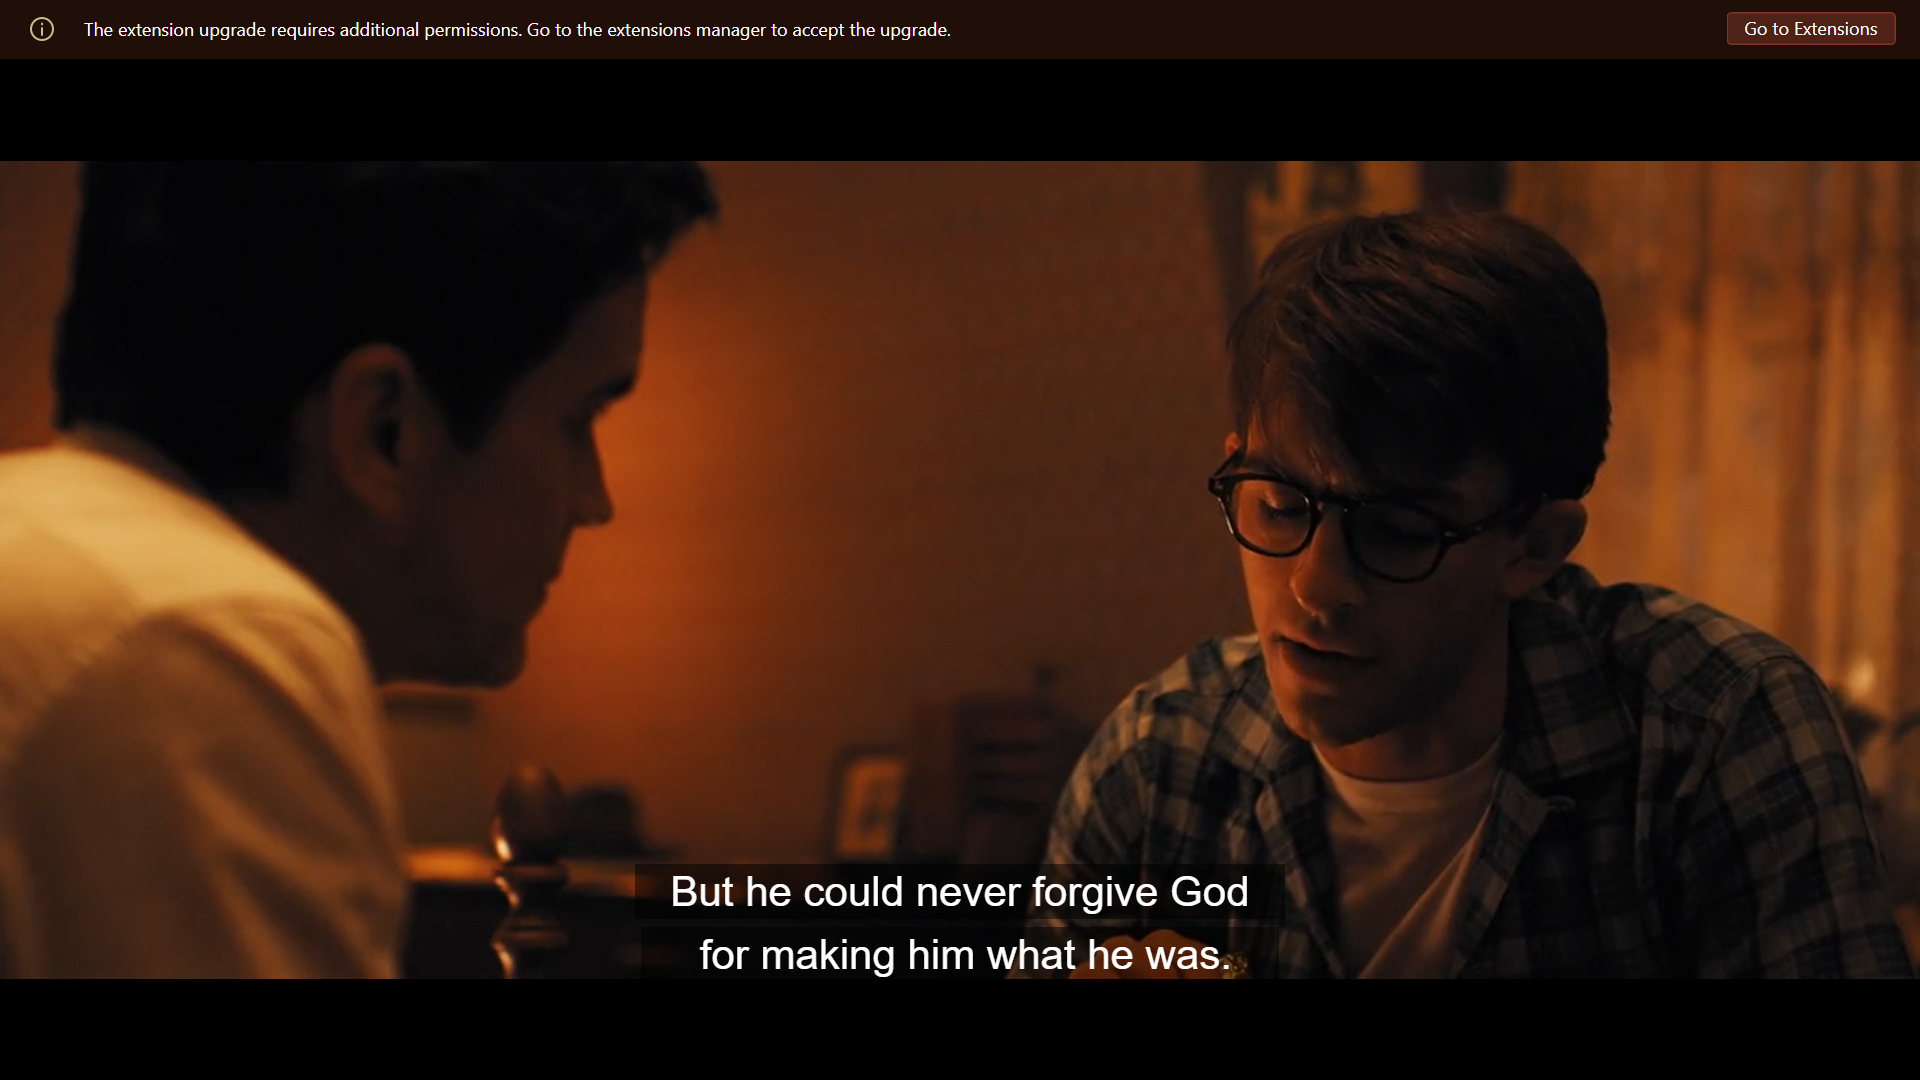 The extension upgrade requires additional permissions. Go to the extensions manager to accept the upgrade.
Go to Extensions
But he could never forgive God
for making him what he was.